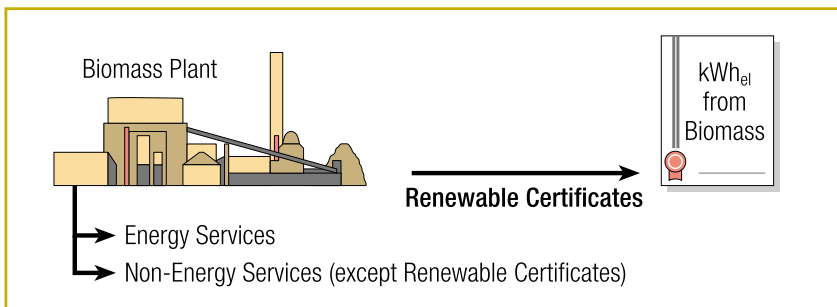 Biomass Plant
kWhel
from
Biomass
Renewable Certificates
Energy Services
Non-Energy Services (except Renewable Certificates)